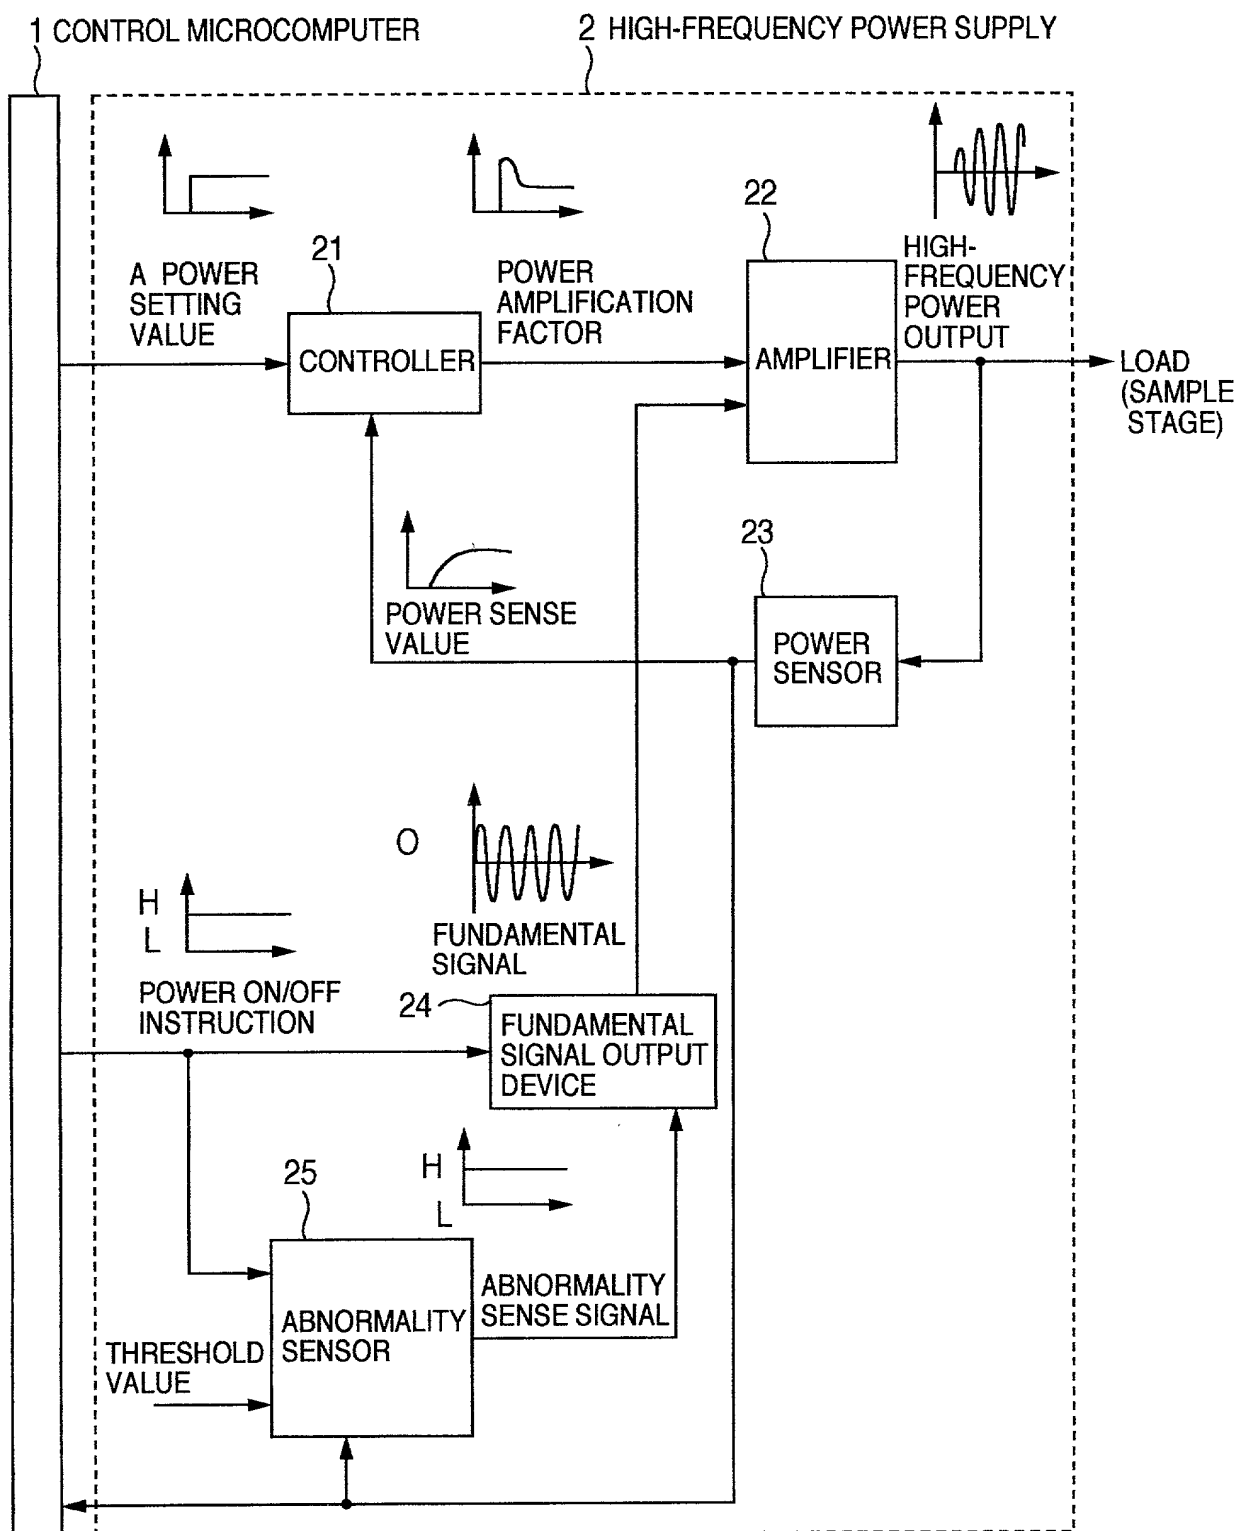 1 CONTROL MICROCOMPUTER
2 HIGH-FREQUENCY POWER SUPPLY
A POWER
SETTING
VALUE
21
CONTROLLER
POWER
AMPLIFICATION
FACTOR
22
AMPLIFIER
HIGH-
FREQUENCY
POWER
OUTPUT
LOAD
(SAMPLE
STAGE)
POWER SENSE
VALUE
23
POWER
SENSOR
O
FUNDAMENTAL
SIGNAL
H
L
POWER ON/OFF
INSTRUCTION
24
FUNDAMENTAL
SIGNAL OUTPUT
DEVICE
H
L
25
ABNORMALITY
SENSOR
ABNORMALITY
SENSE SIGNAL
THRESHOLD
VALUE